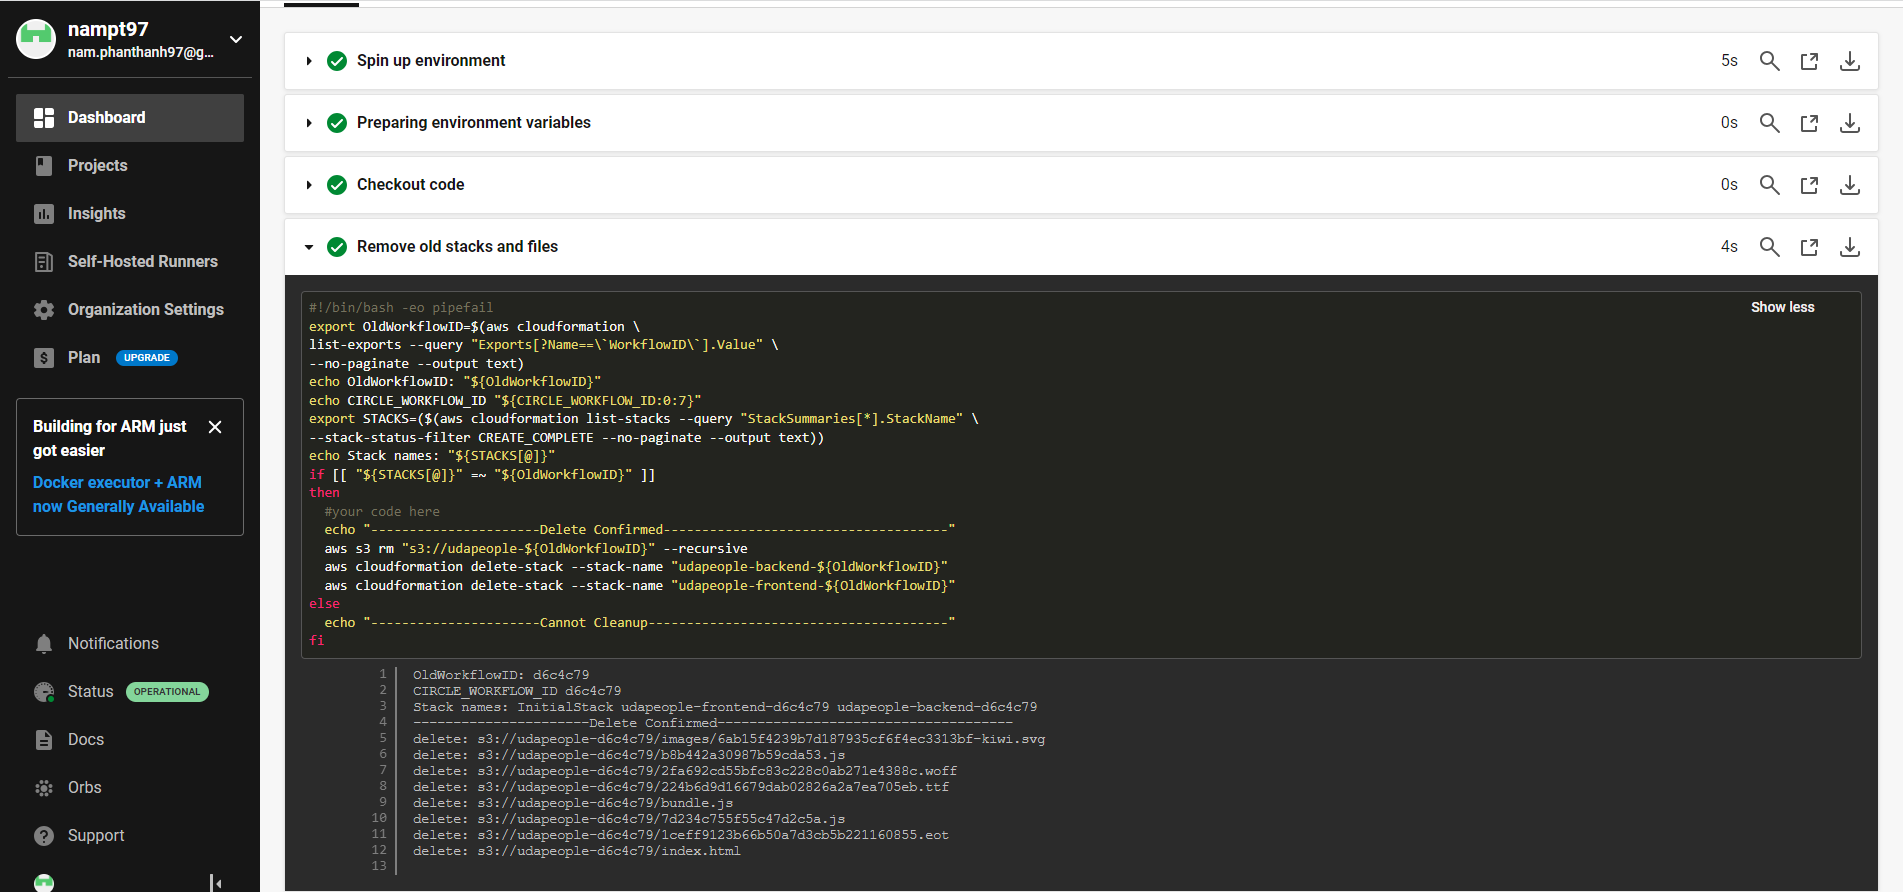 nampt97
nam.phanthanh97@g...
Dashboard
Projects
Insights
Self-Hosted Runners
Organization Settings
Plan UPGRADE
Building for ARM just
got easier
Docker executor + ARM
now Generally Available
Notifications
Status OPERATIONAL
Docs
Orbs
Support
Spin up environment 5s
Preparing environment variables 0s
Checkout code 0s
Remove old stacks and files 4s
Show less
#!/bin/bash -eo pipefail
export OldWorkflowID=$(aws cloudformation \
list-exports --query "Exports[?Name==\`WorkflowID\`].Value" \
--no-paginate --output text)
echo OldWorkflowID: "${OldWorkflowID}"
echo CIRCLE_WORKFLOW_ID "${CIRCLE_WORKFLOW_ID:0:7}"
export STACKS=($(aws cloudformation list-stacks --query "StackSummaries[*].StackName" \
--stack-status-filter CREATE_COMPLETE --no-paginate --output text))
echo Stack names: "${STACKS[@]}"
if [[ "${STACKS[@]}" =~ "${OldWorkflowID}" ]]
then
  #your code here
  echo "----------------------Delete Confirmed-------------------------------------"
  aws s3 rm "s3://udapeople-${OldWorkflowID}" --recursive
  aws cloudformation delete-stack --stack-name "udapeople-backend-${OldWorkflowID}"
  aws cloudformation delete-stack --stack-name "udapeople-frontend-${OldWorkflowID}"
else
  echo "----------------------Cannot Cleanup---------------------------------------"
fi
1 OldWorkflowID: d6c4c79
2 CIRCLE_WORKFLOW_ID d6c4c79
3 Stack names: InitialStack udapeople-frontend-d6c4c79 udapeople-backend-d6c4c79
4 ----------------------Delete Confirmed-------------------------------------
5 delete: s3://udapeople-d6c4c79/images/6ab15f4239b7d187935cf6f4ec3313bf-kiwi.svg
6 delete: s3://udapeople-d6c4c79/b8b442a30987b59cda53.js
7 delete: s3://udapeople-d6c4c79/2fa692cd55bfc83c228c0ab271e4388c.woff
8 delete: s3://udapeople-d6c4c79/224b6d9d16679dab02826a2a7ea705eb.ttf
9 delete: s3://udapeople-d6c4c79/bundle.js
10 delete: s3://udapeople-d6c4c79/7d234c755f55c47d2c5a.js
11 delete: s3://udapeople-d6c4c79/1ceff9123b66b50a7d3cb5b221160855.eot
12 delete: s3://udapeople-d6c4c79/index.html
13